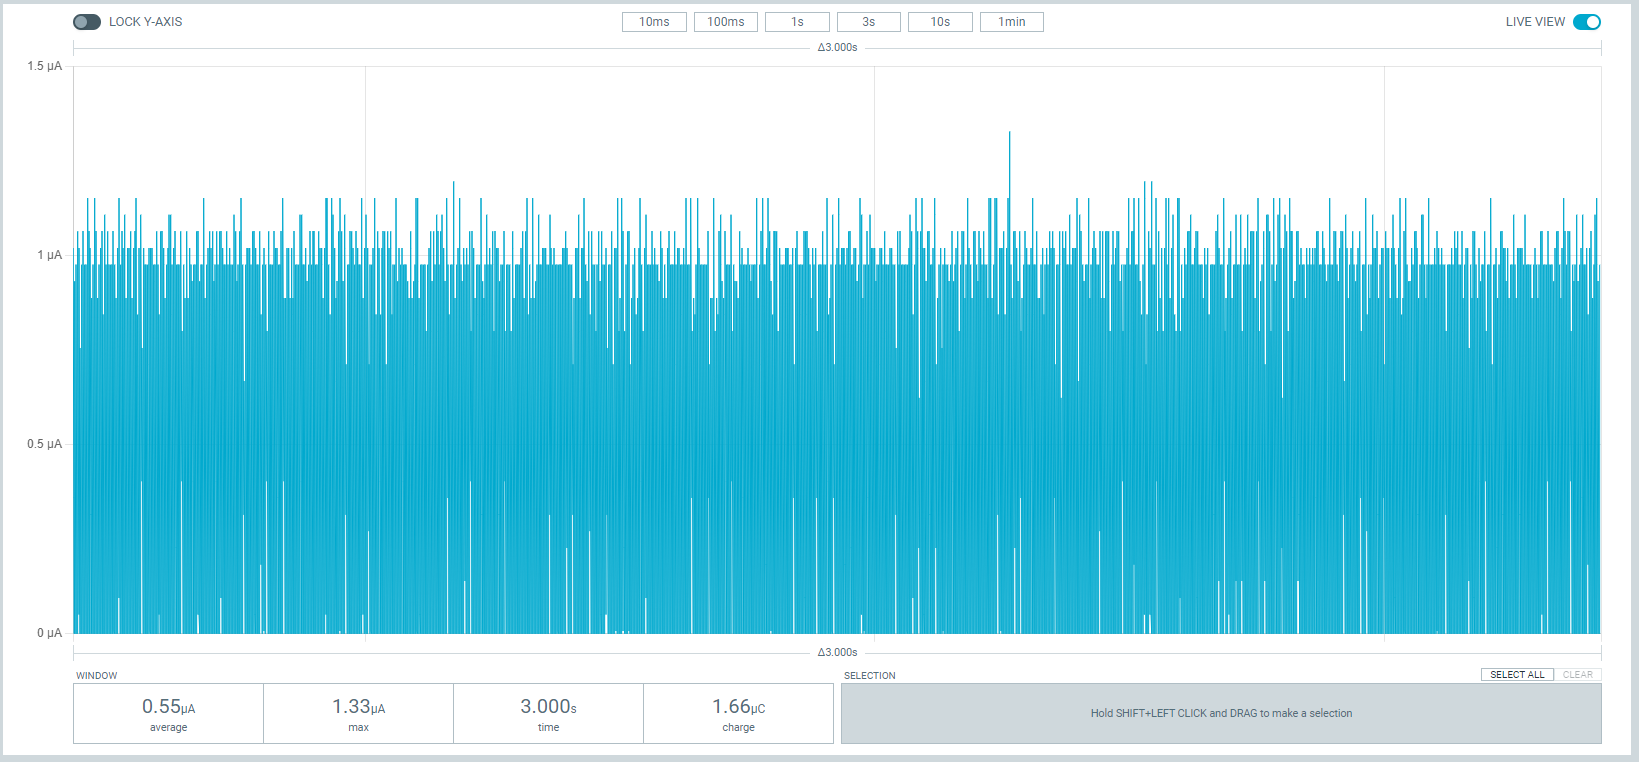 LOCK Y-AXIS
10ms 100ms 1s 3s 10s 1min
LIVE VIEW
Δ3.000s
1.5 µA
1 µA
0.5 µA
0 µA
Δ3.000s
WINDOW
0.55µA
average
1.33µA
max
3.000s
time
1.66µC
charge
SELECTION
SELECT ALL CLEAR
Hold SHIFT+LEFT CLICK and DRAG to make a selection